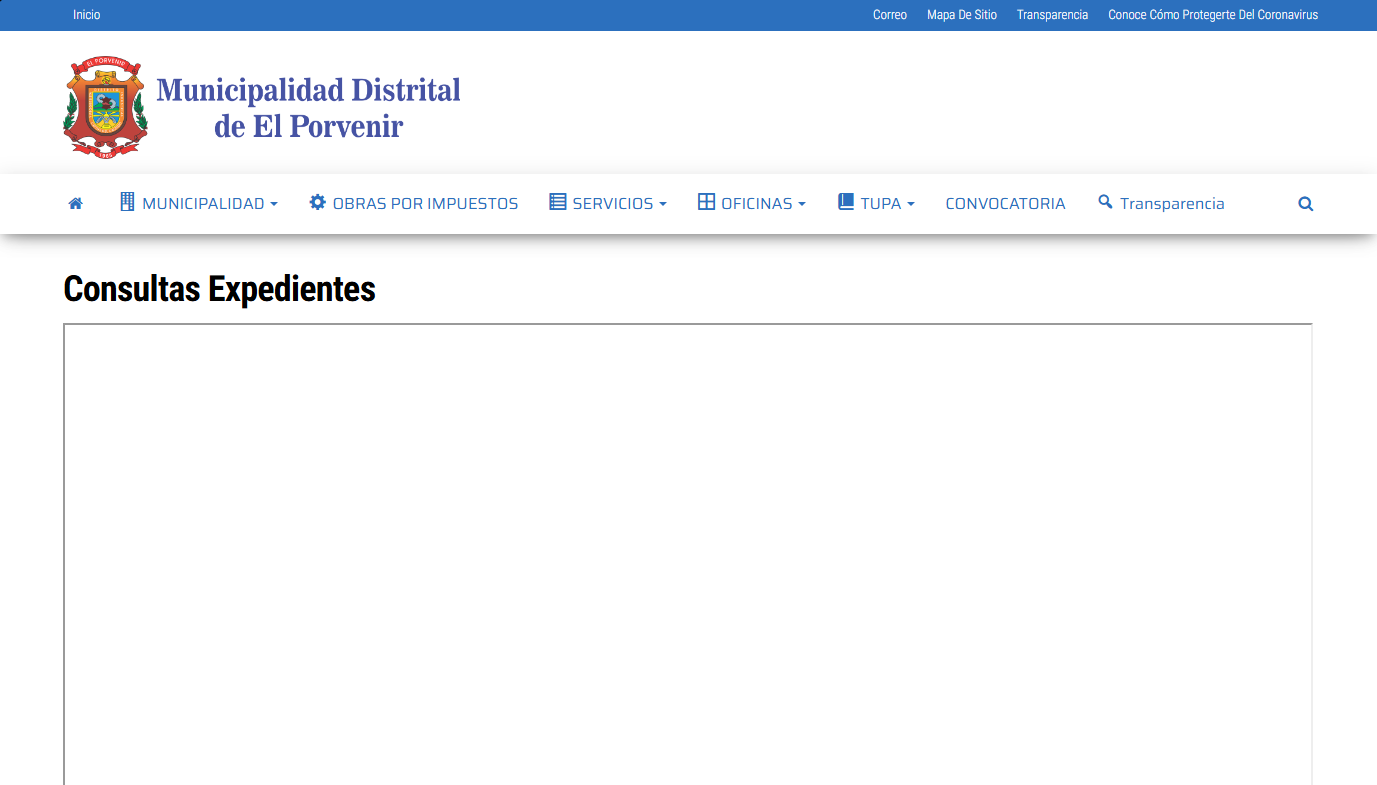 Inicio
Correo Mapa De Sitio Transparencia Conoce Cómo Protegerte Del Coronavirus
EL PORVENIR
1965
Municipalidad Distrital
de El Porvenir
MUNICIPALIDAD OBRAS POR IMPUESTOS SERVICIOS OFICINAS TUPA CONVOCATORIA Transparencia
Consultas Expedientes